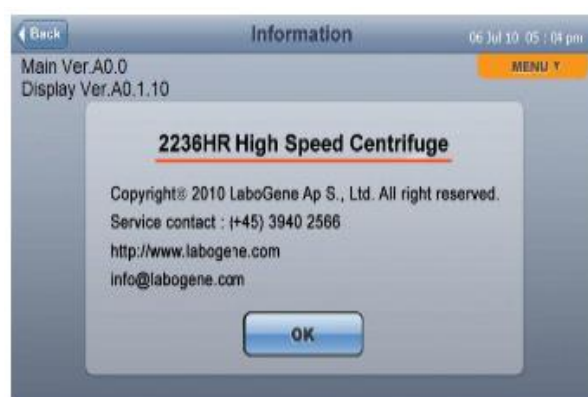 Back
Information
06 Jul 10 05 : 04 pm
MENU
Main Ver.A0.0
Display Ver.A0.1.10
2236HR High Speed Centrifuge
Copyright® 2010 LaboGene Ap S., Ltd. All right reserved.
Service contact : (+45) 3940 2566
http://www.labogene.com
info@labogene.com
OK